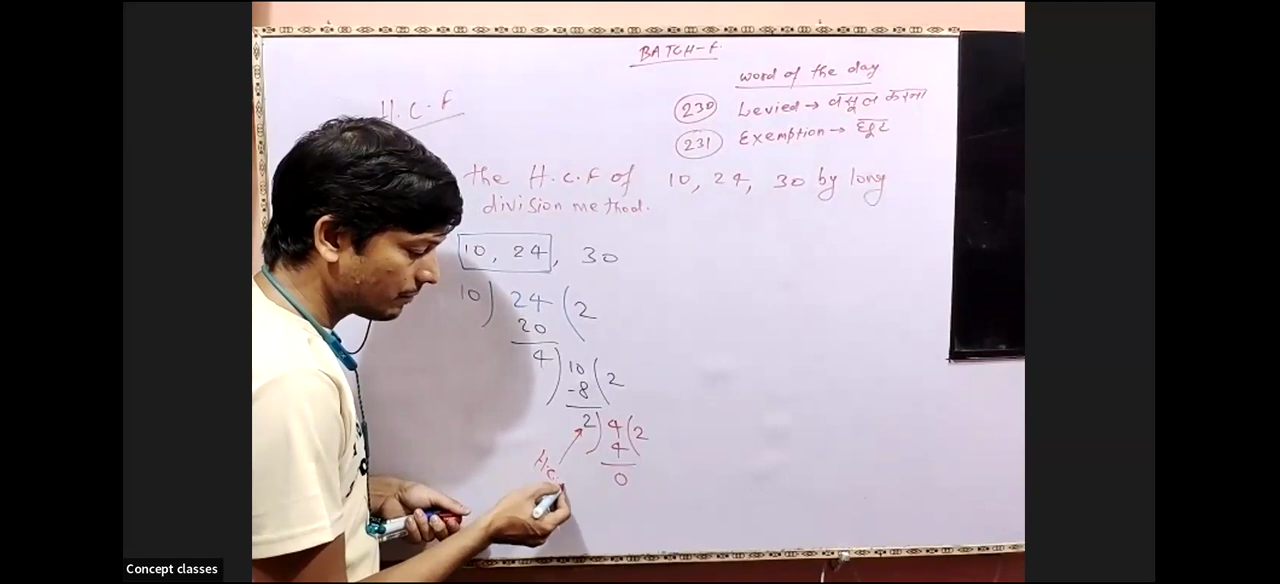 BATCH-F.
word of the day
230 Levied → वसूल करना
231 Exemption → छूट
H.C.F
the H.C.F of 10, 24, 30 by long
division method.
10, 24, 30
10) 24 (2
20
4) 10 (2
-8
2) 4 (2
4
0
H.C.
Concept classes